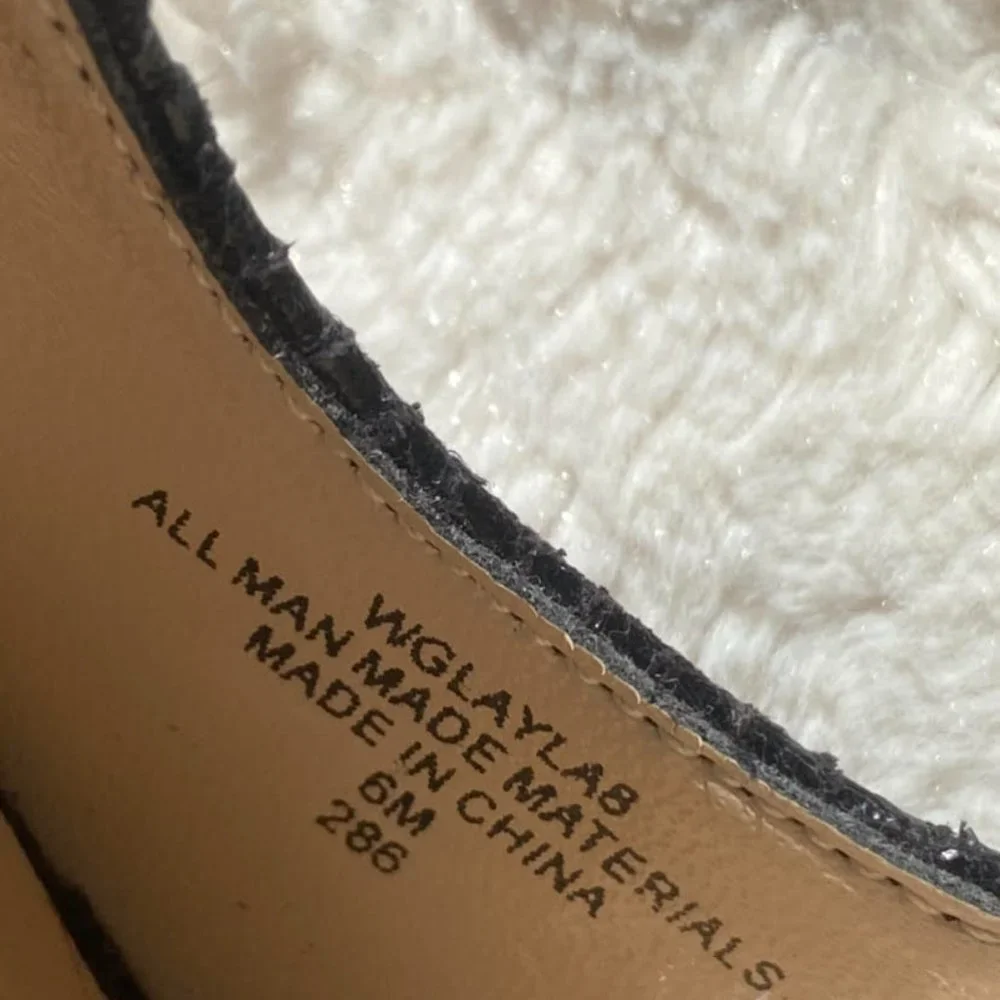 WGLAYLA8
ALL MAN MADE MATERIALS
MADE IN CHINA
6M
286